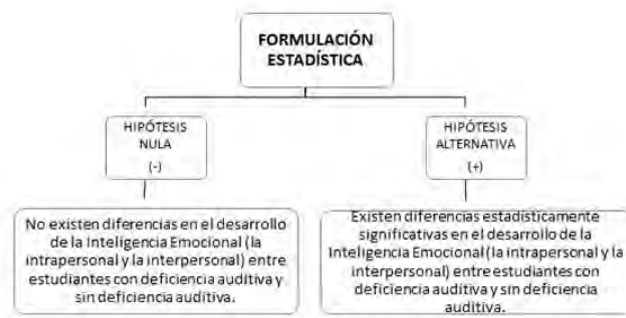 FORMULACIÓN
ESTADÍSTICA
HIPÓTESIS
NULA
(-)
HIPÓTESIS
ALTERNATIVA
(+)
No existen diferencias en el desarrollo
de la Inteligencia Emocional (la
intrapersonal y la interpersonal) entre
estudiantes con deficiencia auditiva y
sin deficiencia auditiva.
Existen diferencias estadísticamente
significativas en el desarrollo de la
Inteligencia Emocional (la intrapersonal y la
interpersonal) entre estudiantes con
deficiencia auditiva y sin deficiencia
auditiva.